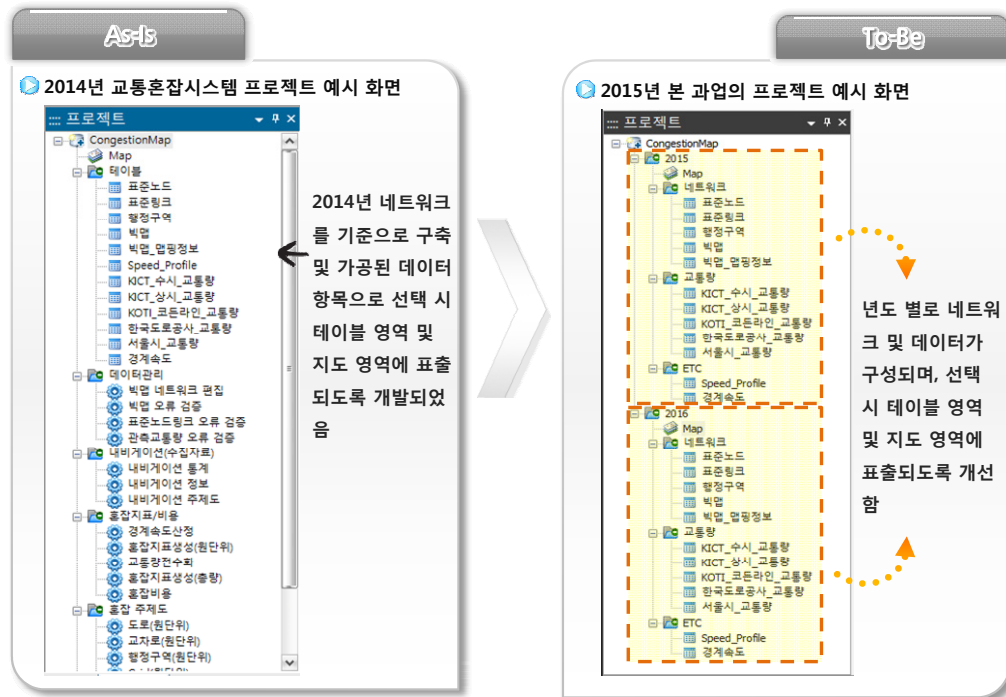 As-Is
2014년 교통혼잡시스템 프로젝트 예시 화면
프로젝트
CongestionMap
Map
테이블
표준노드
표준링크
행정구역
빅맵
빅맵_맵핑정보
Speed_Profile
KICT_수시_교통량
KICT_상시_교통량
KOTI_코든라인_교통량
한국도로공사_교통량
서울시_교통량
경계속도
데이터관리
빅맵 네트워크 편집
빅맵 오류 검증
표준노드링크 오류 검증
관측교통량 오류 검증
내비게이션(수집자료)
내비게이션 통계
내비게이션 정보
내비게이션 주제도
혼잡지표/비용
경계속도산정
혼잡지표생성(원단위)
교통량전수화
혼잡지표생성(총량)
혼잡비용
혼잡 주제도
도로(원단위)
교차로(원단위)
행정구역(원단위)
2014년 네트워크
를 기준으로 구축
및 가공된 데이터
항목으로 선택 시
테이블 영역 및
지도 영역에 표출
되도록 개발되었
음
To-Be
2015년 본 과업의 프로젝트 예시 화면
프로젝트
CongestionMap
2015
Map
네트워크
표준노드
표준링크
행정구역
빅맵
빅맵_맵핑정보
교통량
KICT_수시_교통량
KICT_상시_교통량
KOTI_코든라인_교통량
한국도로공사_교통량
서울시_교통량
ETC
Speed_Profile
경계속도
2016
Map
네트워크
표준노드
표준링크
행정구역
빅맵
빅맵_맵핑정보
교통량
KICT_수시_교통량
KICT_상시_교통량
KOTI_코든라인_교통량
한국도로공사_교통량
서울시_교통량
ETC
Speed_Profile
경계속도
년도 별로 네트워
크 및 데이터가
구성되며, 선택
시 테이블 영역
및 지도 영역에
표출되도록 개선
함